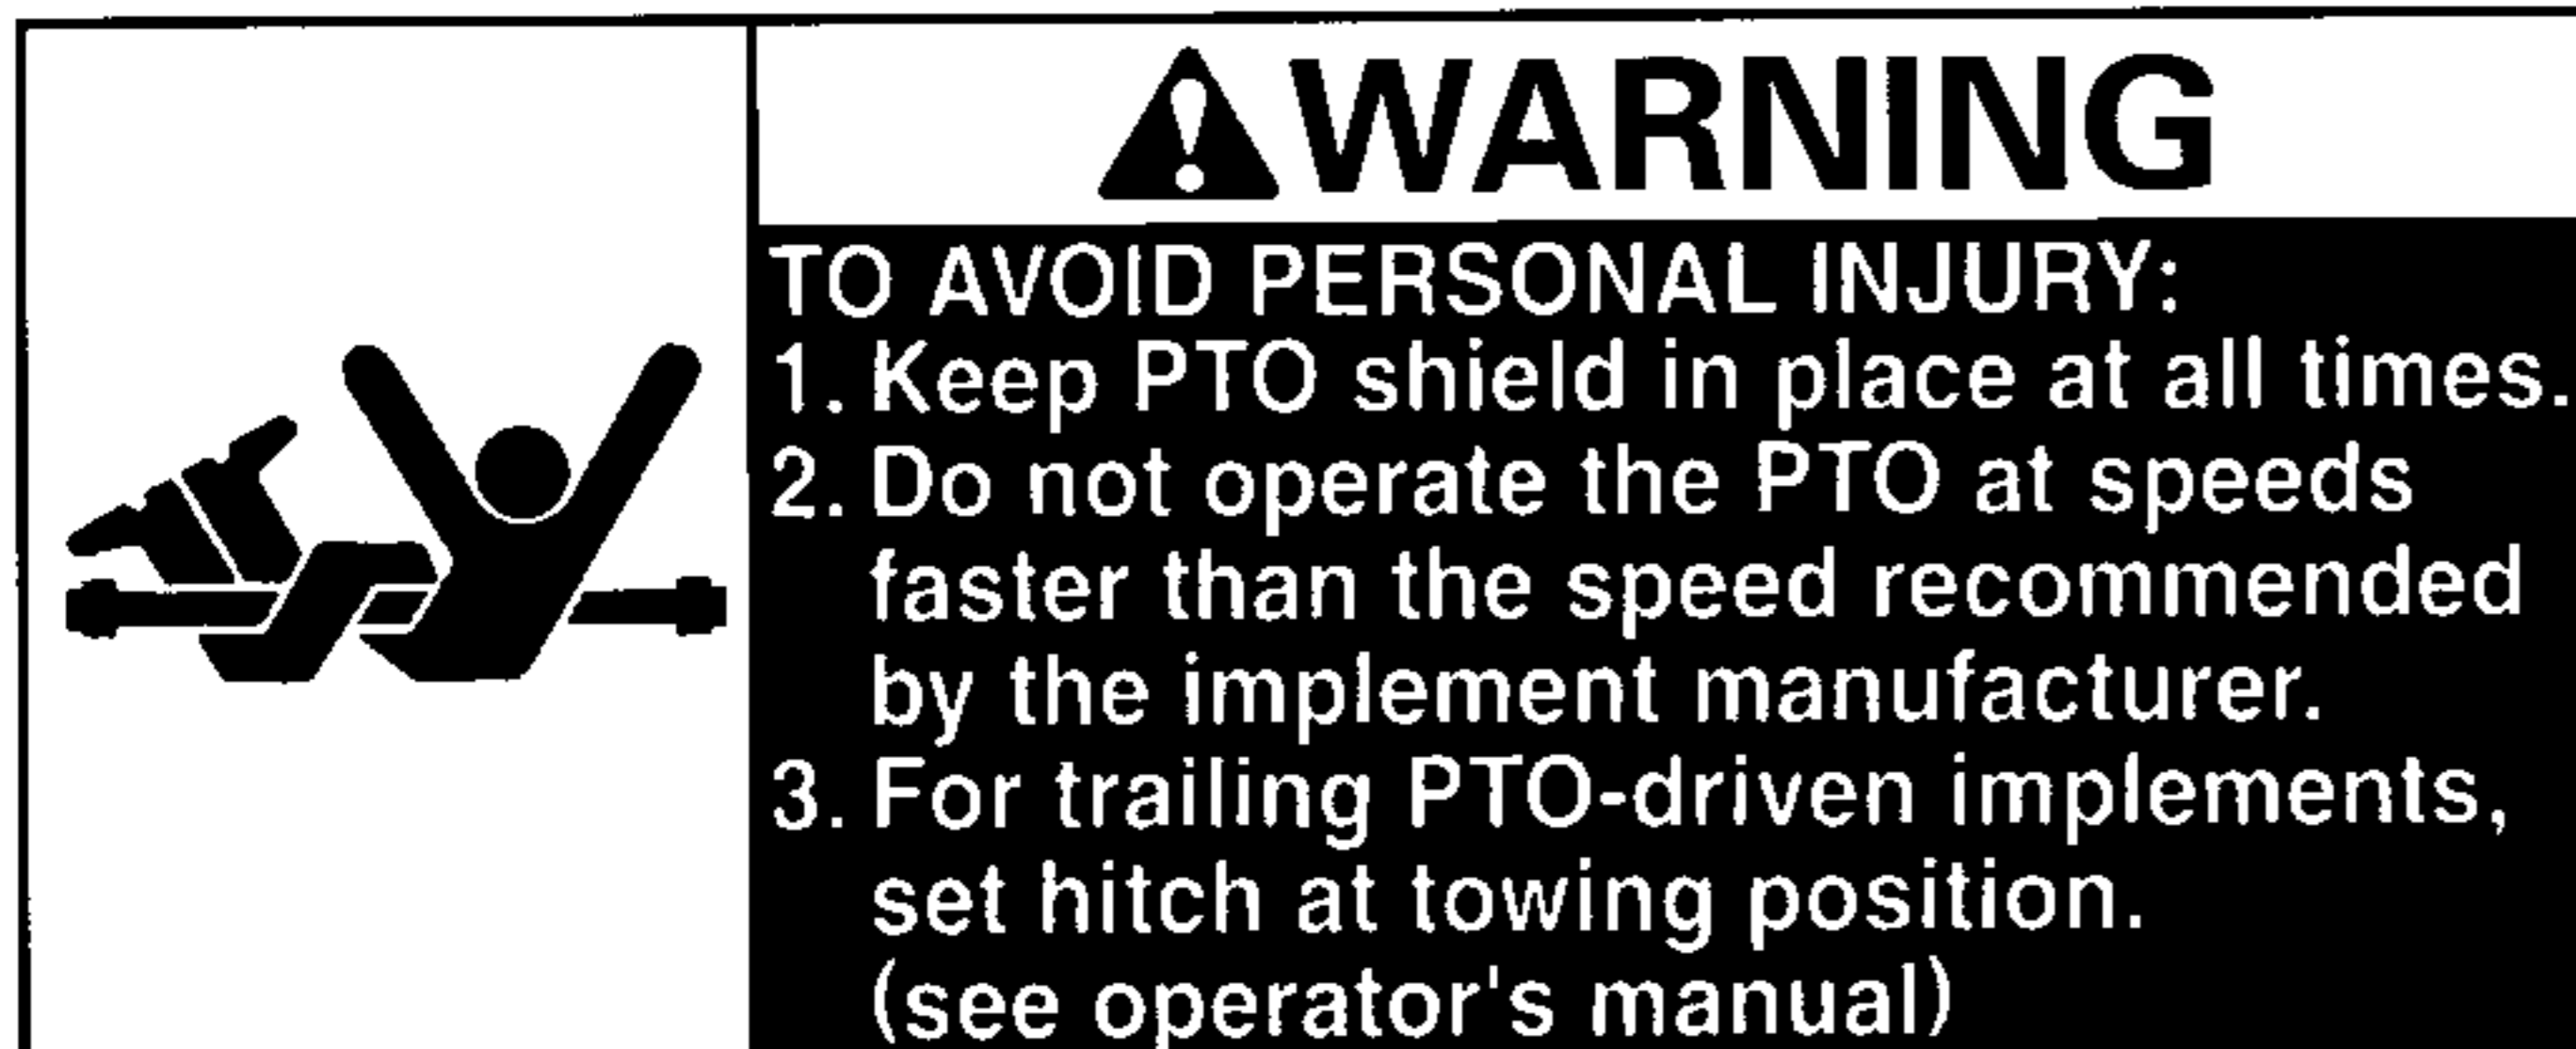 WARNING
TO AVOID PERSONAL INJURY:
1. Keep PTO shield in place at all times.
2. Do not operate the PTO at speeds
faster than the speed recommended
by the implement manufacturer.
3. For trailing PTO-driven implements,
set hitch at towing position.
(see operator's manual)